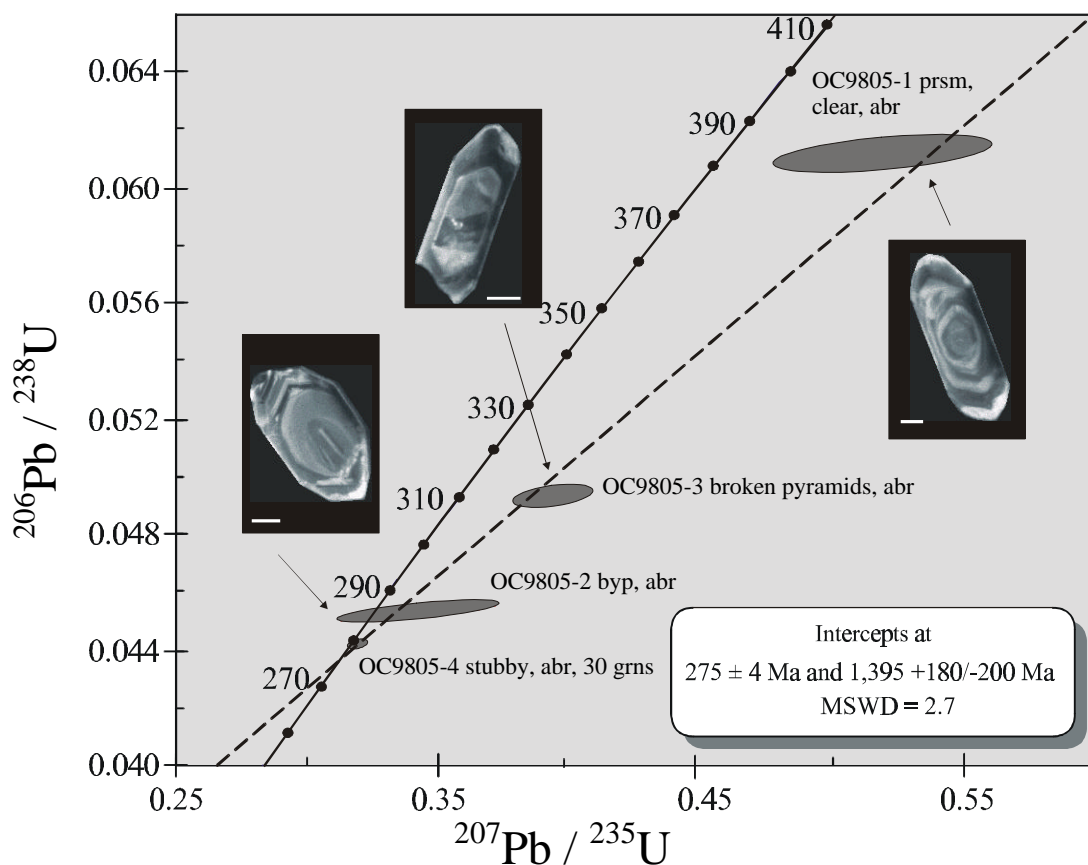 410
0.064
OC9805-1 prsm,
clear, abr
390
0.060
370
0.056
350
330
0.052
310
OC9805-3 broken pyramids, abr
0.048
290
OC9805-2 byp, abr
0.044
OC9805-4 stubby, abr, 30 grns
270
Intercepts at
275 ± 4 Ma and 1,395 +180/-200 Ma
MSWD = 2.7
0.040
0.25
0.35
0.45
0.55
²⁰⁶Pb / ²³⁸U
²⁰⁷Pb / ²³⁵U